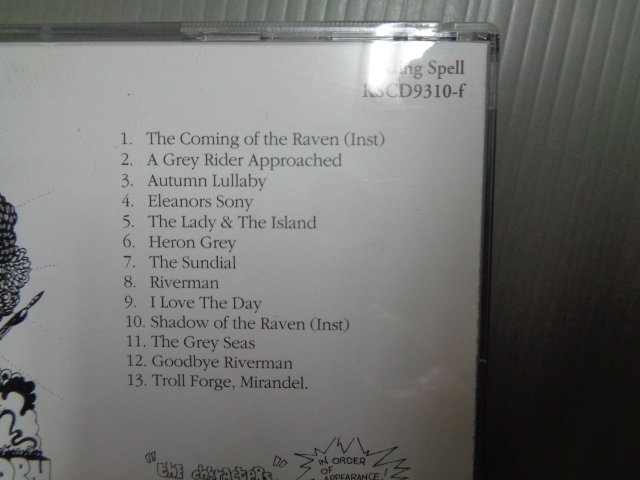 Spell
KSCD9310-f
1. The Coming of the Raven (Inst)
2. A Grey Rider Approached
3. Autumn Lullaby
4. Eleanors Sony
5. The Lady & The Island
6. Heron Grey
7. The Sundial
8. Riverman
9. I Love The Day
10. Shadow of the Raven (Inst)
11. The Grey Seas
12. Goodbye Riverman
13. Troll Forge, Mirandel.
"THE CHARACTERS"
IN ORDER
OF
APPEARANCE!